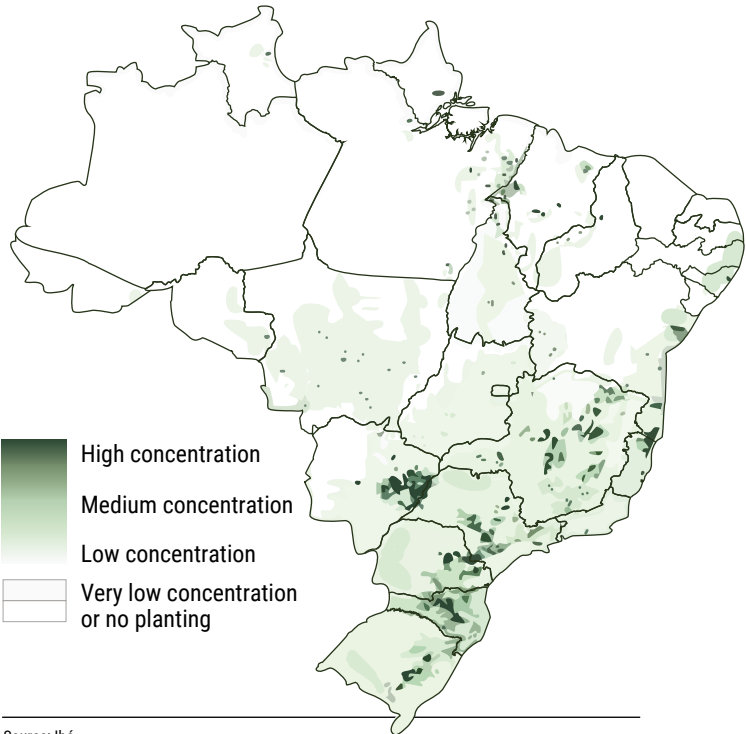 High concentration
Medium concentration
Low concentration
Very low concentration
or no planting